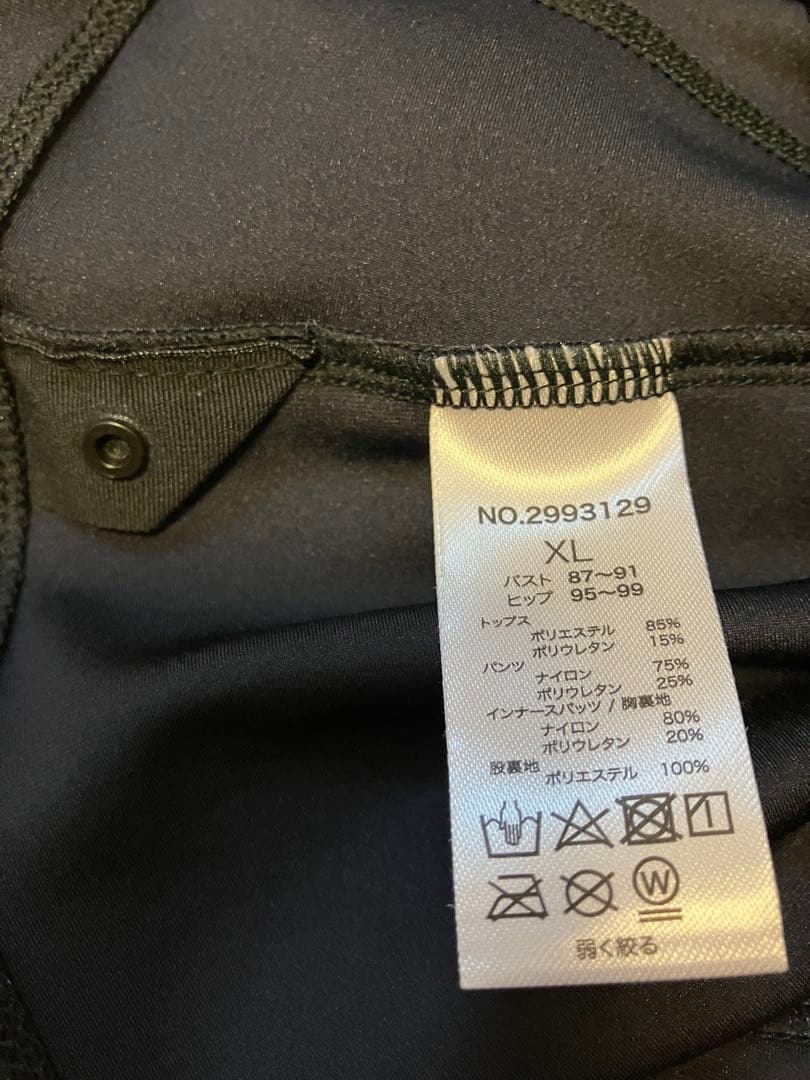 NO.2993129
XL
バスト 87〜91
ヒップ 95〜99
トップス
ポリエステル 85%
ポリウレタン 15%
パンツ
ナイロン 75%
ポリウレタン 25%
インナースパッツ / 胸裏地
ナイロン 80%
ポリウレタン 20%
股裏地
ポリエステル 100%
W
弱く絞る